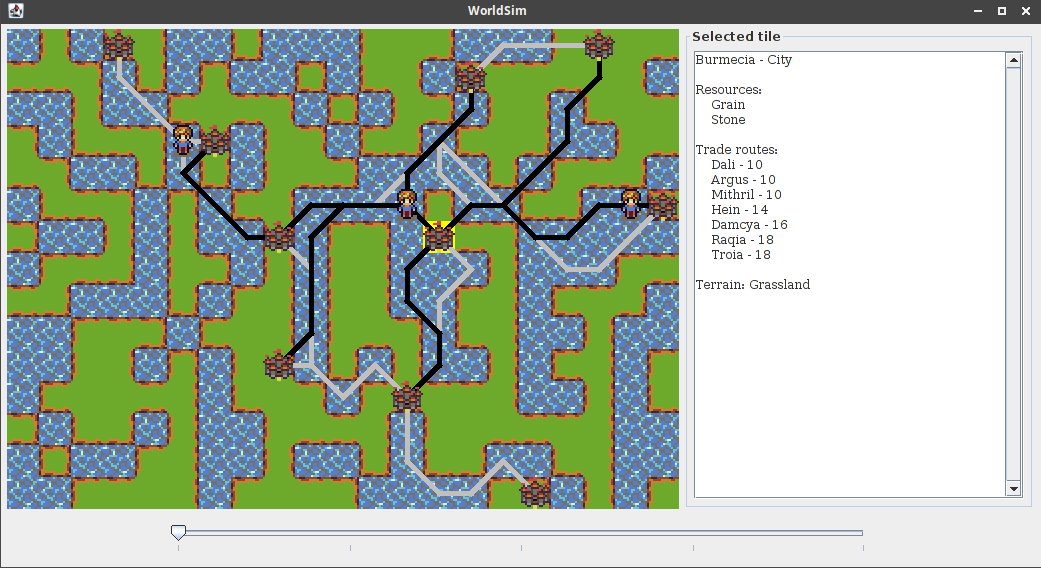 WorldSim
Selected tile
Burmecia - City
Resources:
Grain
Stone
Trade routes:
Dali - 10
Argus - 10
Mithril - 10
Hein - 14
Damcya - 16
Raqia - 18
Troia - 18
Terrain: Grassland